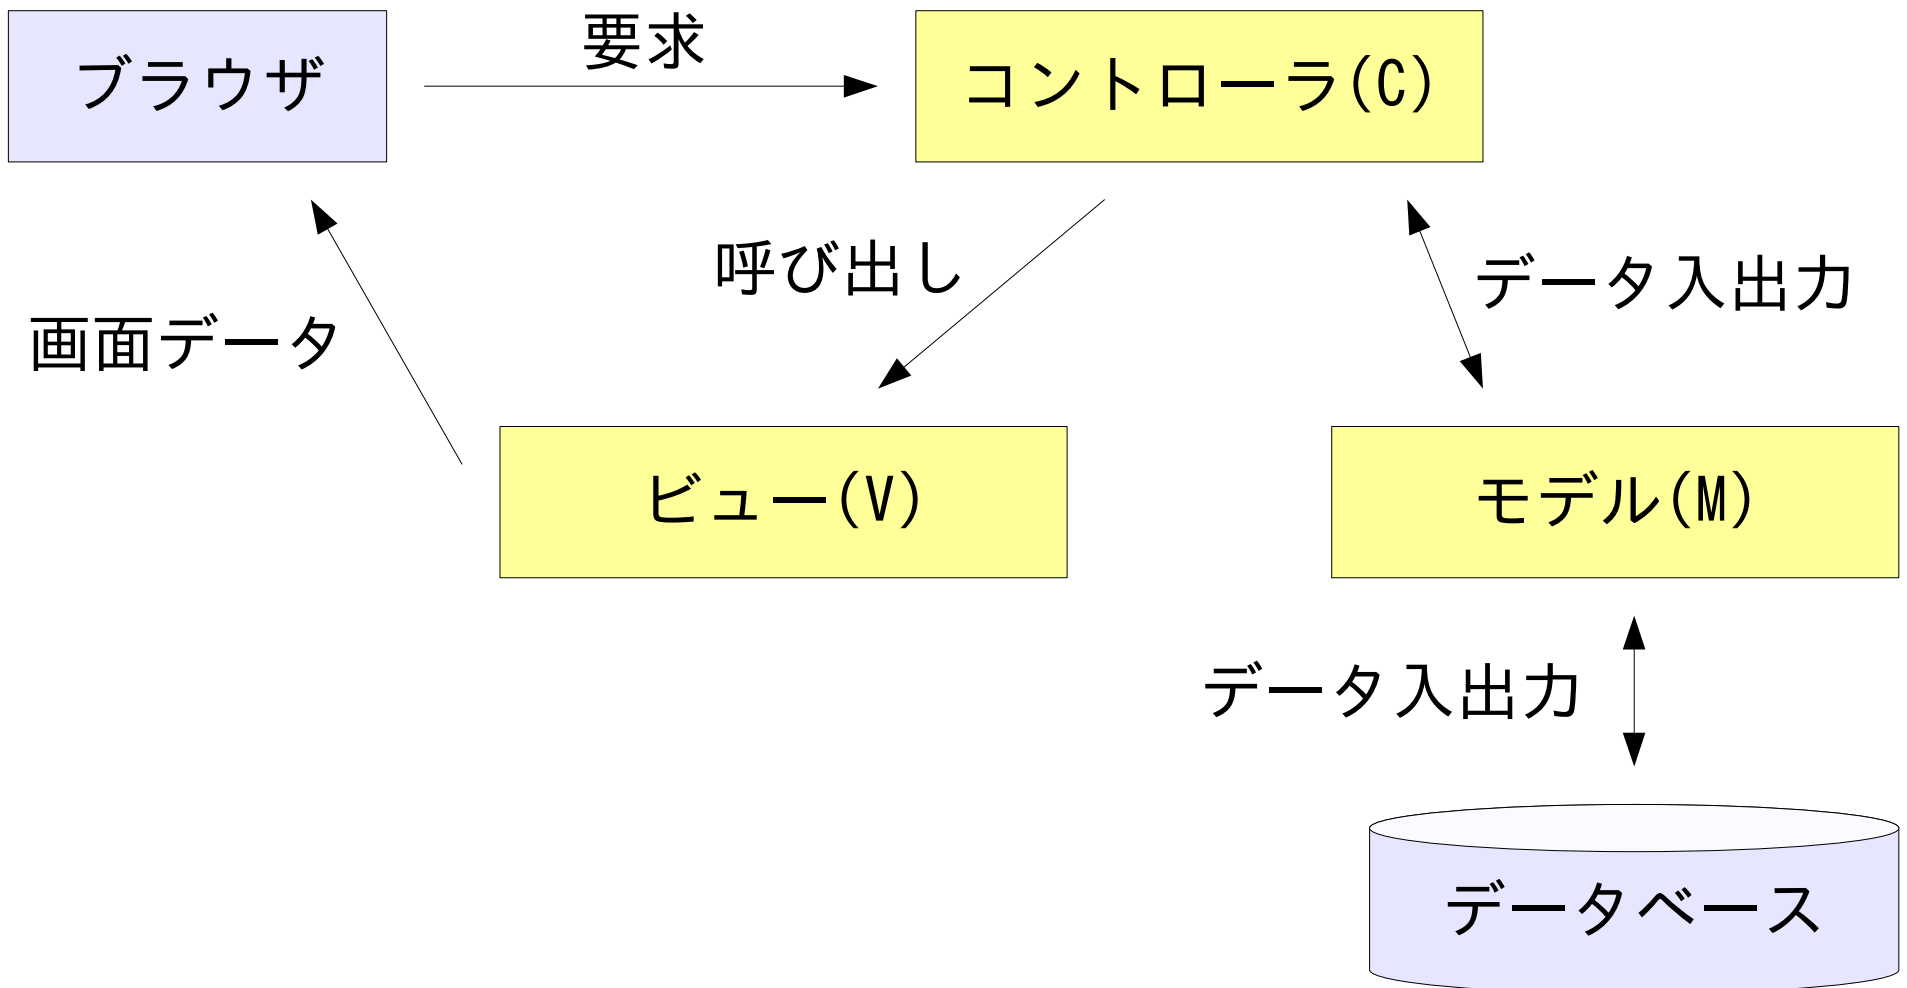 ブラウザ
要求
コントローラ(C)
呼び出し
データ入出力
画面データ
ビュー(V)
モデル(M)
データ入出力
データベース